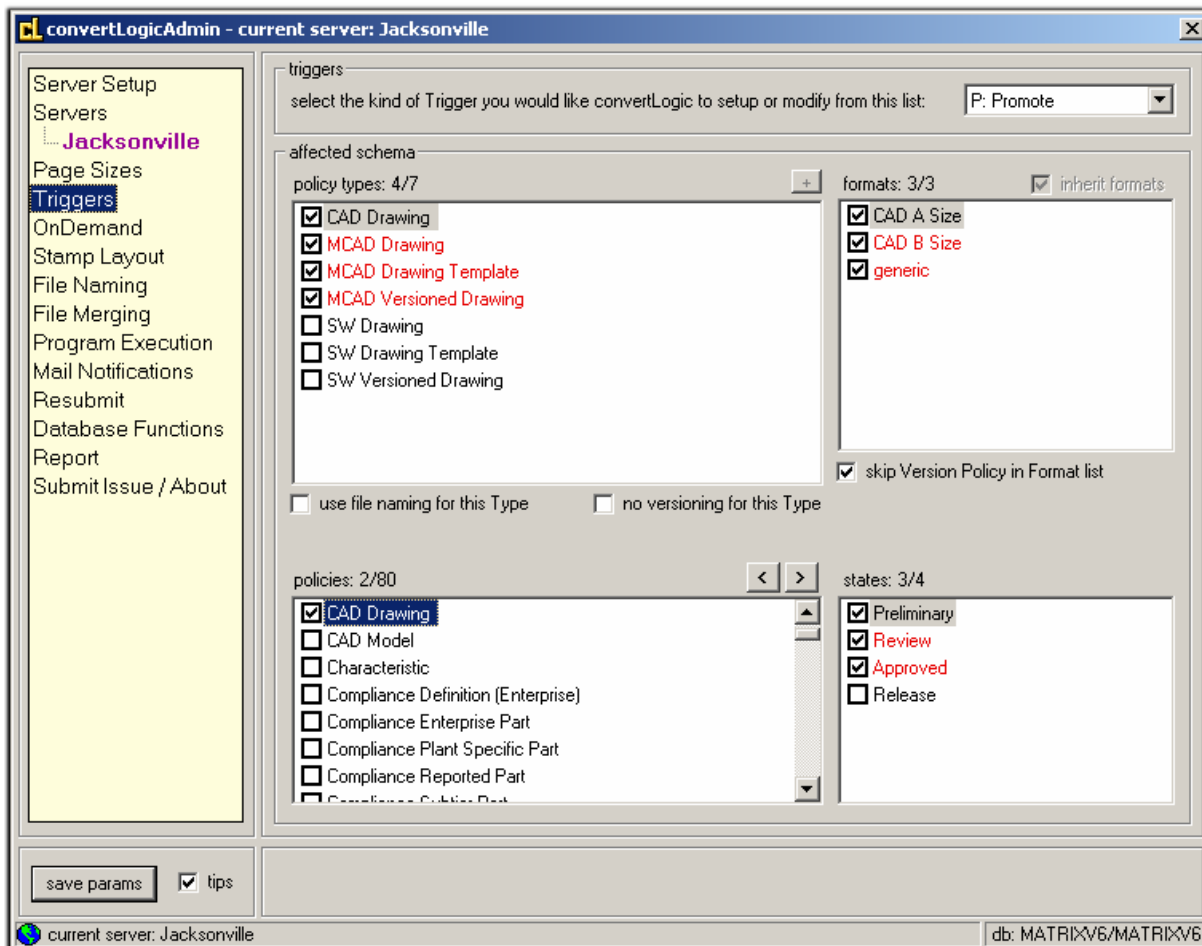 cL convertLogicAdmin - current server: Jacksonville
Server Setup
Servers
Jacksonville
Page Sizes
Triggers
OnDemand
Stamp Layout
File Naming
File Merging
Program Execution
Mail Notifications
Resubmit
Database Functions
Report
Submit Issue / About
triggers
select the kind of Trigger you would like convertLogic to setup or modify from this list: P: Promote
affected schema
policy types: 4/7 +
CAD Drawing
MCAD Drawing
MCAD Drawing Template
MCAD Versioned Drawing
SW Drawing
SW Drawing Template
SW Versioned Drawing
use file naming for this Type no versioning for this Type
formats: 3/3 inherit formats
CAD A Size
CAD B Size
generic
skip Version Policy in Format list
policies: 2/80 < >
CAD Drawing
CAD Model
Characteristic
Compliance Definition (Enterprise)
Compliance Enterprise Part
Compliance Plant Specific Part
Compliance Reported Part
Compliance Subtier Part
states: 3/4
Preliminary
Review
Approved
Release
save params tips
current server: Jacksonville db: MATRIXV6/MATRIXV6